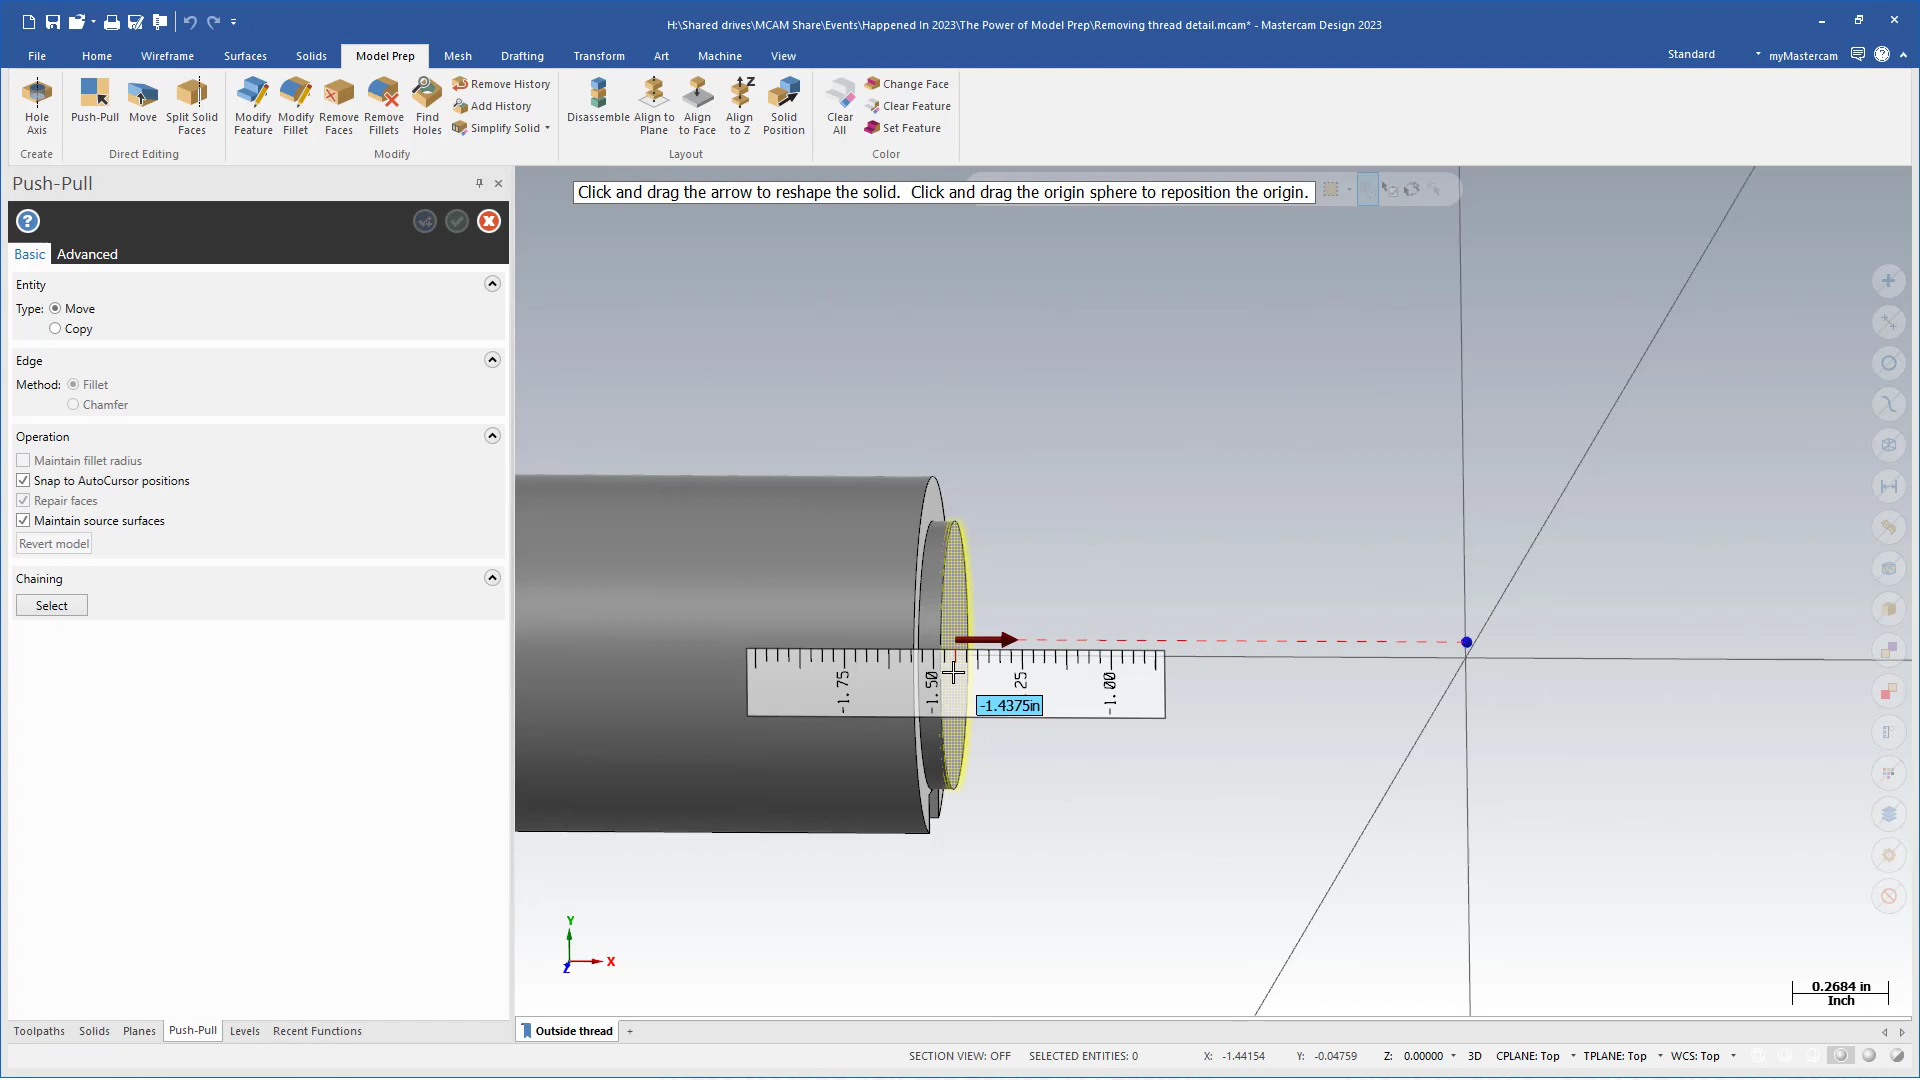 H:\Shared drives\MCAM Share\Events\Happened In 2023\The Power of Model Prep\Removing thread detail.mcam* - Mastercam Design 2023
File Home Wireframe Surfaces Solids Model Prep Mesh Drafting Transform Art Machine View
Standard myMastercam
Hole Axis
Create
Push-Pull
Move
Split Solid Faces
Direct Editing
Modify Feature
Modify Fillet
Remove Faces
Remove Fillets
Find Holes
Remove History
Add History
Simplify Solid
Modify
Disassemble
Align to Plane
Align to Face
Align to Z
Solid Position
Layout
Clear All
Change Face
Clear Feature
Set Feature
Color
Push-Pull
Basic Advanced
Entity
Type: Move
Copy
Edge
Method: Fillet
Chamfer
Operation
Maintain fillet radius
Snap to AutoCursor positions
Repair faces
Maintain source surfaces
Revert model
Chaining
Select
Click and drag the arrow to reshape the solid. Click and drag the origin sphere to reposition the origin.
-1.75
-1.50
25
-1.00
-1.4375in
Y
X
Z
0.2684 in
Inch
Toolpaths Solids Planes Push-Pull Levels Recent Functions
Outside thread +
SECTION VIEW: OFF SELECTED ENTITIES: 0 X: -1.44154 Y: -0.04759 Z: 0.00000 3D CPLANE: Top TPLANE: Top WCS: Top